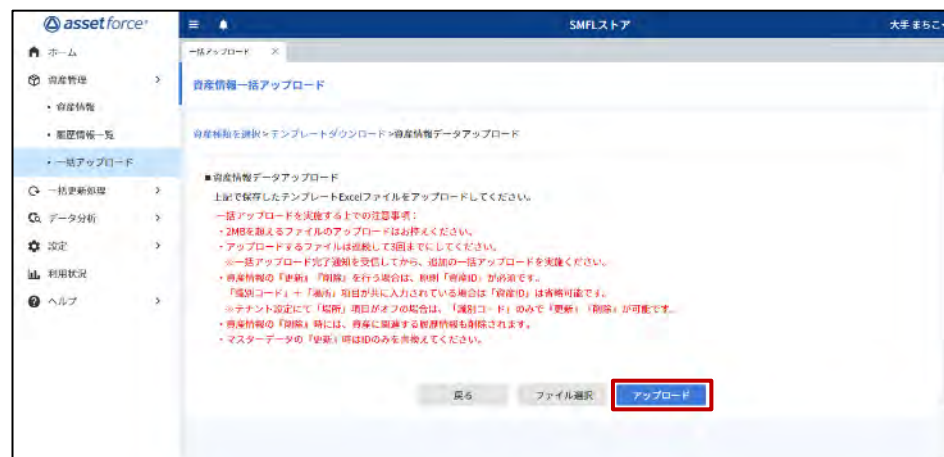 assetforce
SMFLストア
大手 まちこ
ホーム
資産管理
・資産情報
・履歴情報一覧
・一括アップロード
一括更新処理
データ分析
設定
利用状況
ヘルプ
一括アップロード ×
資産情報一括アップロード
資産種類を選択>テンプレートダウンロード>資産情報データアップロード
■資産情報データアップロード
上記で保存したテンプレートExcelファイルをアップロードしてください。
一括アップロードを実施する上での注意事項：
・2MBを超えるファイルのアップロードはお控えください。
・アップロードするファイルは連続して3回までにしてください。
※一括アップロード完了通知を受信してから、追加の一括アップロードを実施ください。
・資産情報の『更新』『削除』を行う場合は、原則「資産ID」が必須です。
「識別コード」＋「場所」項目が共に入力されている場合は「資産ID」は省略可能です。
※テナント設定にて「場所」項目がオフの場合は、「識別コード」のみで『更新』『削除』が可能です。
・資産情報の『削除』時には、資産に関連する履歴情報も削除されます。
・マスターデータの『更新』時はIDのみを書換えてください。
戻る
ファイル選択
アップロード